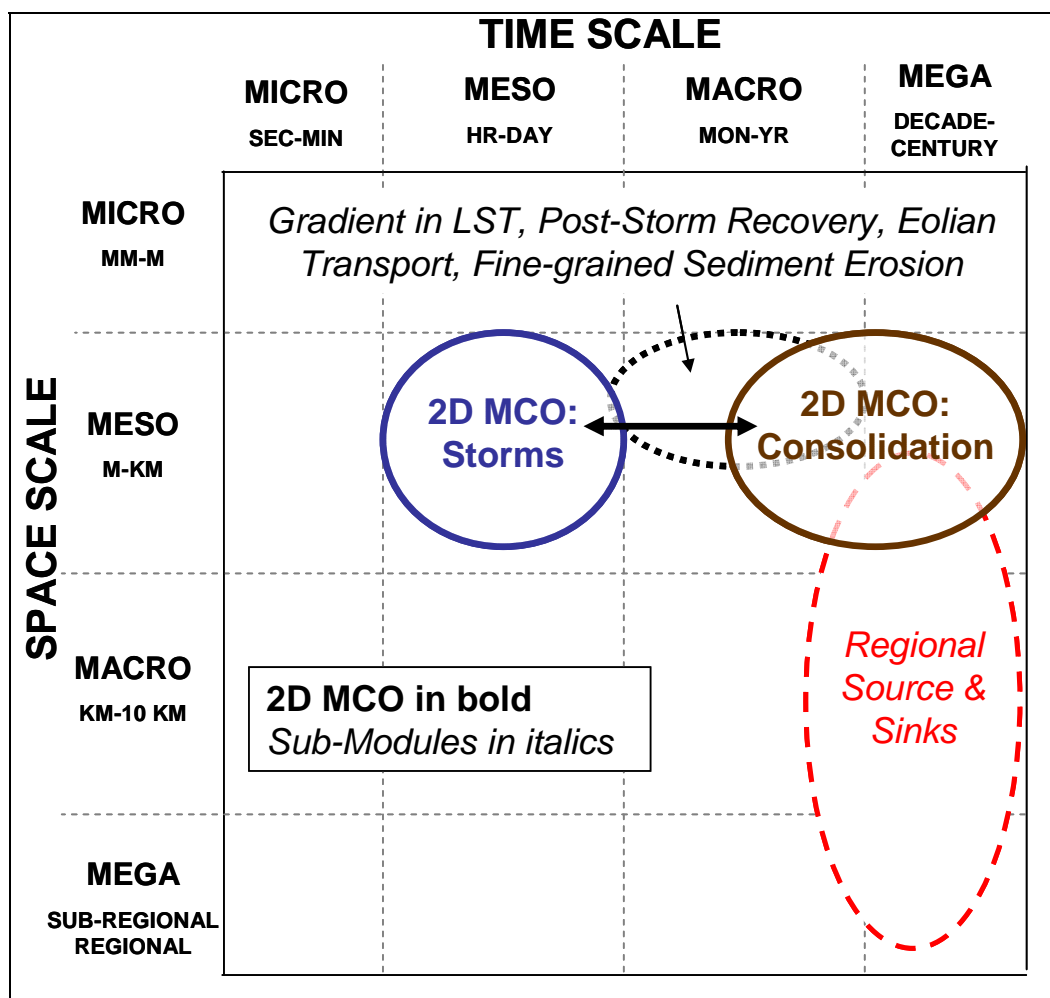 TIME SCALE
MICRO
SEC-MIN
MESO
HR-DAY
MACRO
MON-YR
MEGA
DECADE-
CENTURY
SPACE SCALE
MICRO
MM-M
Gradient in LST, Post-Storm Recovery, Eolian
Transport, Fine-grained Sediment Erosion
MESO
M-KM
2D MCO:
Storms
2D MCO:
Consolidation
MACRO
KM-10 KM
2D MCO in bold
Sub-Modules in italics
Regional
Source &
Sinks
MEGA
SUB-REGIONAL
REGIONAL